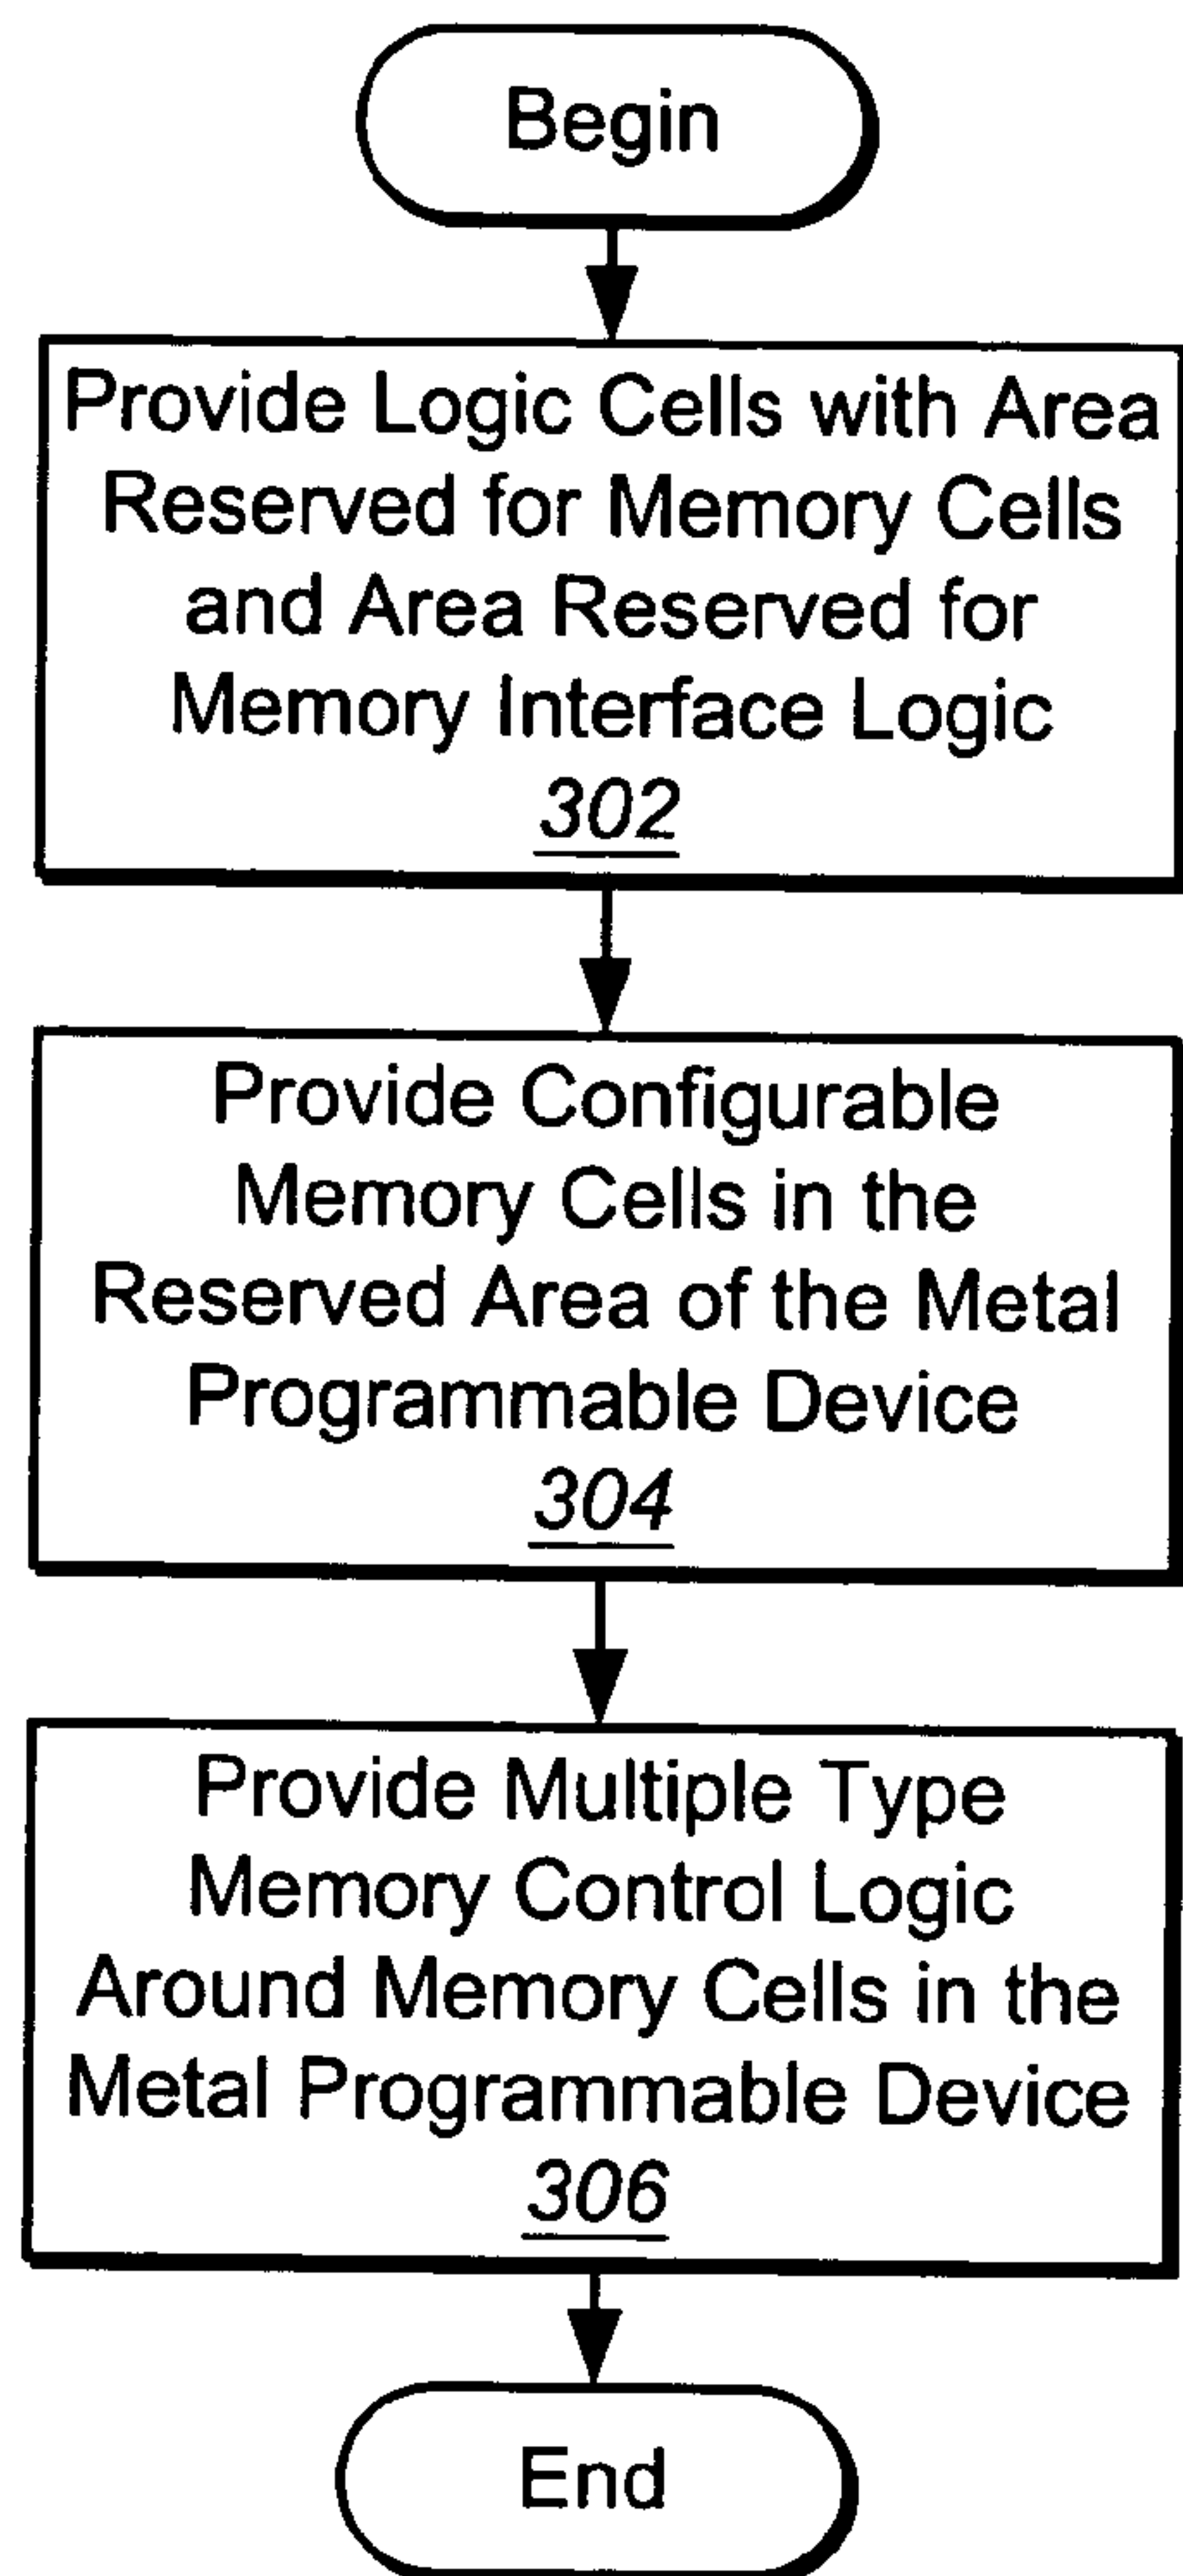 Begin
Provide Logic Cells with Area
Reserved for Memory Cells
and Area Reserved for
Memory Interface Logic
302
Provide Configurable
Memory Cells in the
Reserved Area of the Metal
Programmable Device
304
Provide Multiple Type
Memory Control Logic
Around Memory Cells in the
Metal Programmable Device
306
End